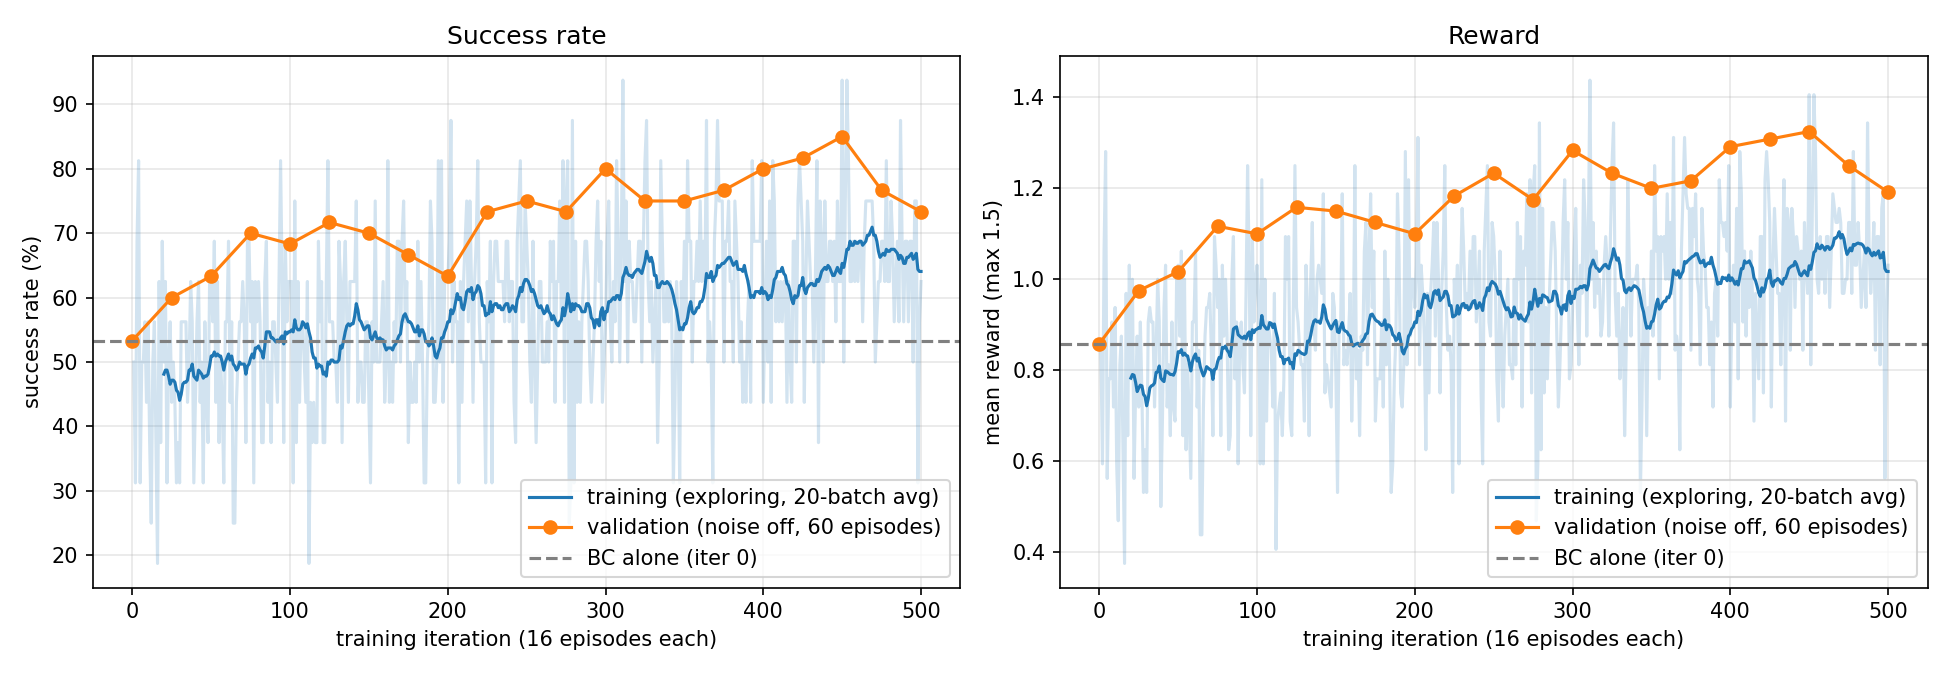 Success rate
90
80
70
60
50
40
30
20
success rate (%)
training (exploring, 20-batch avg)
validation (noise off, 60 episodes)
BC alone (iter 0)
0
100
200
300
400
500
training iteration (16 episodes each)
Reward
1.4
1.2
1.0
0.8
0.6
0.4
mean reward (max 1.5)
training (exploring, 20-batch avg)
validation (noise off, 60 episodes)
BC alone (iter 0)
0
100
200
300
400
500
training iteration (16 episodes each)